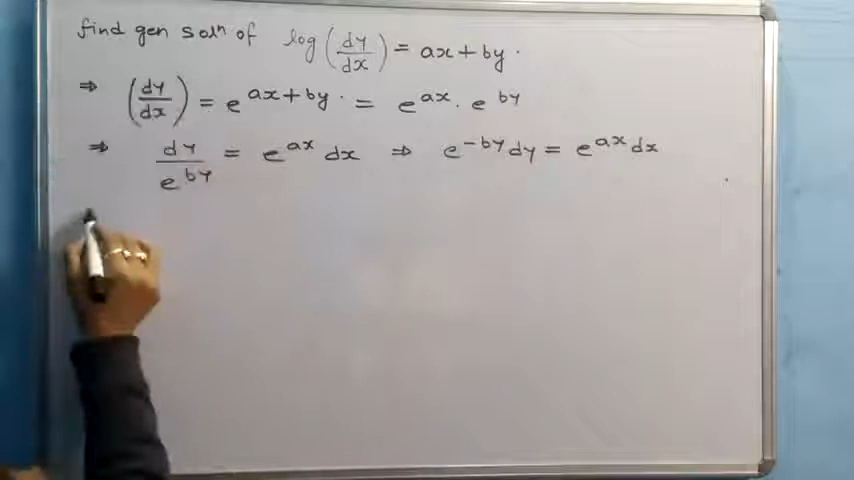 find gen solⁿ of log(dy/dx) = ax + by.
⇒ (dy/dx) = e^(ax+by). = e^(ax). e^(by)
⇒ dy/e^(by) = e^(ax) dx ⇒ e^(-by) dy = e^(ax) dx